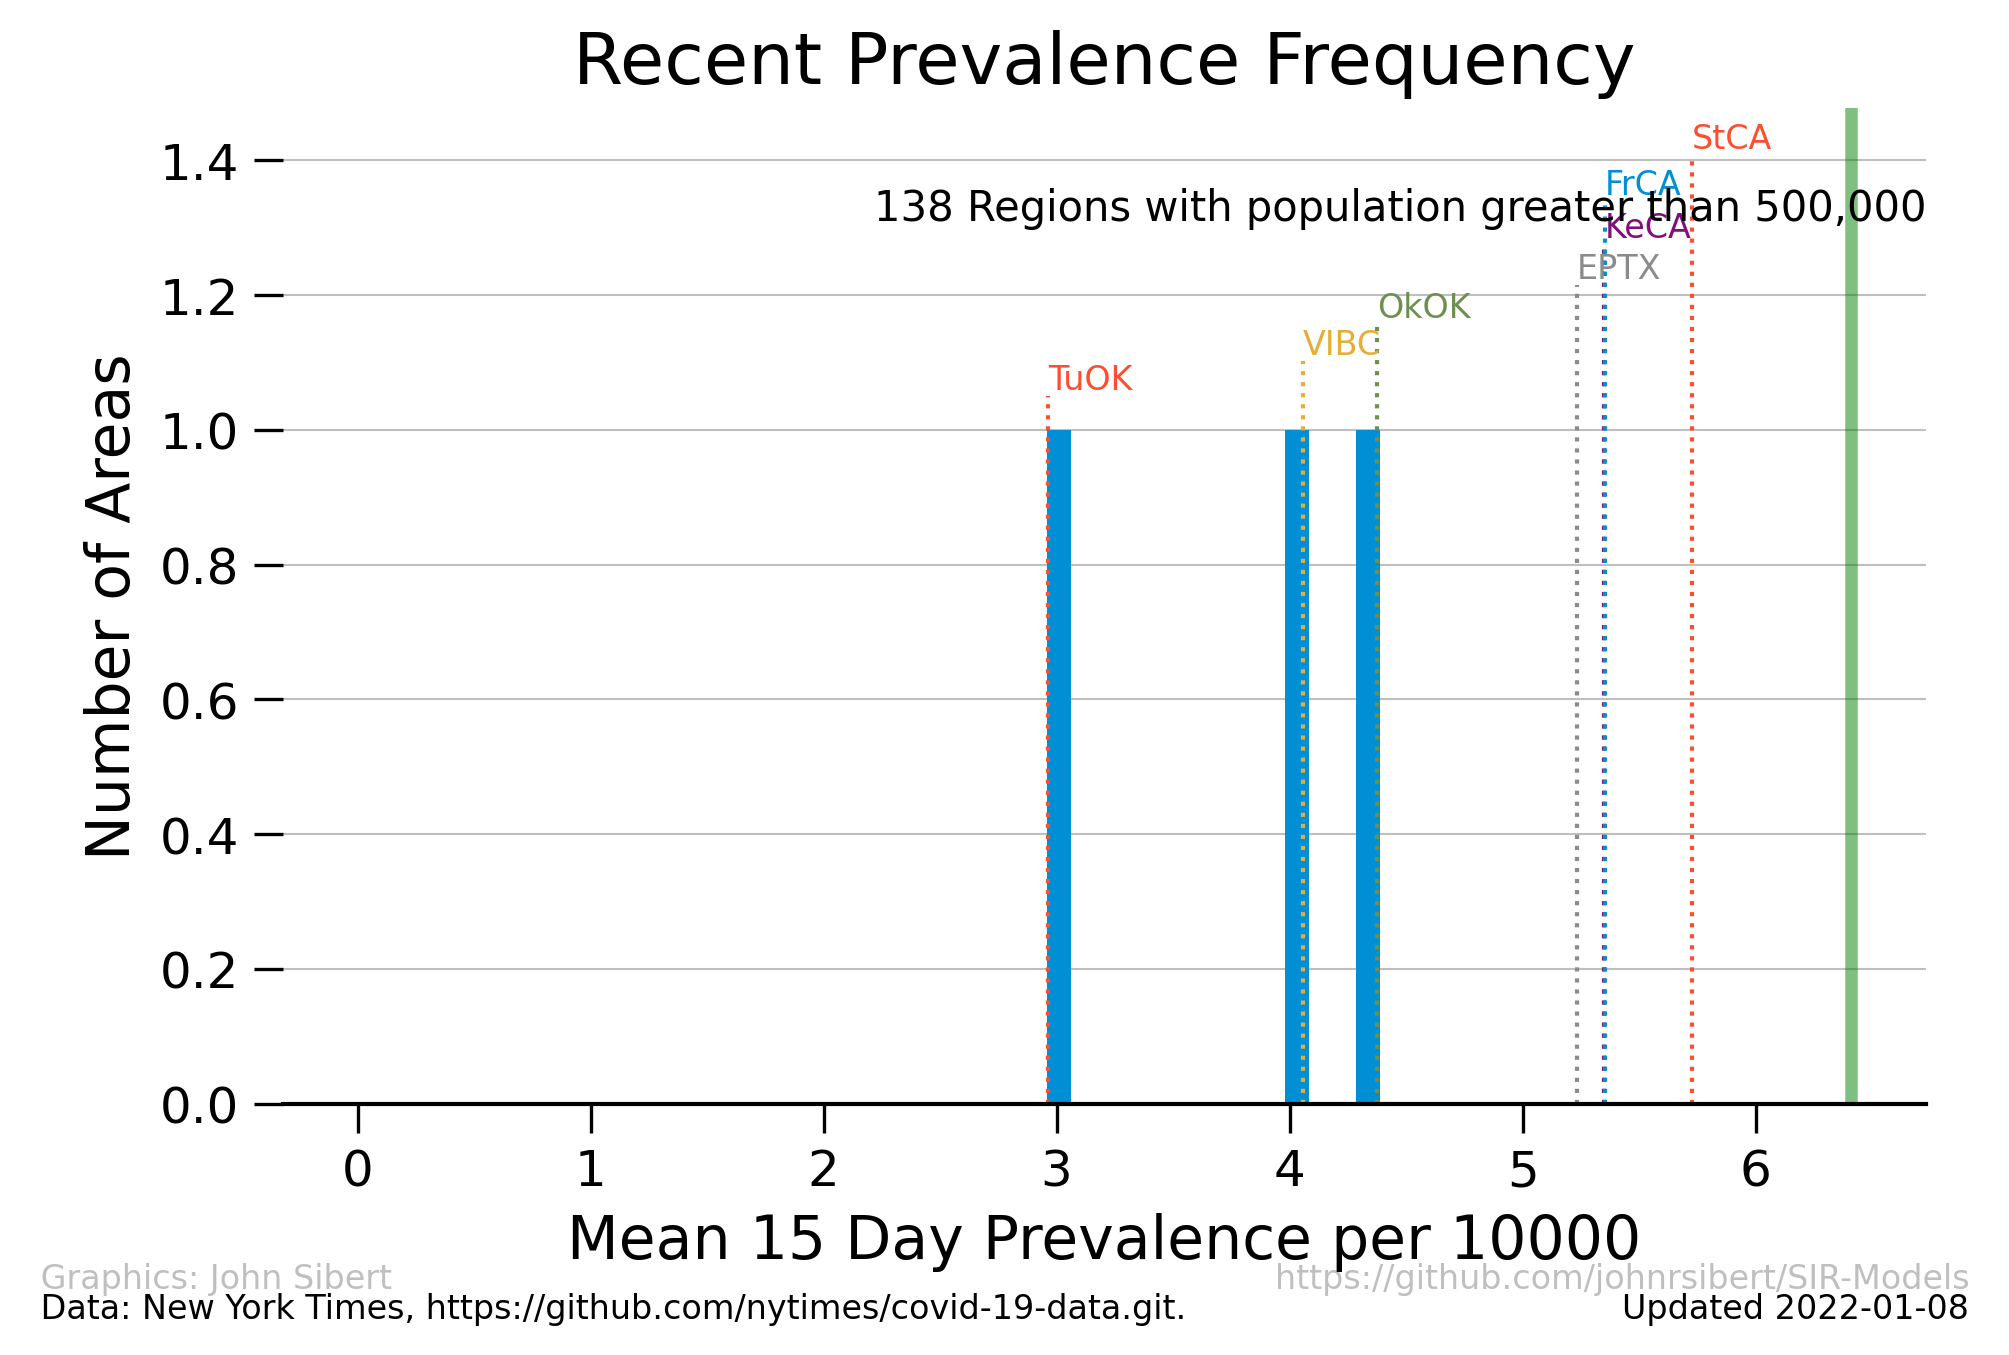 Recent Prevalence Frequency
StCA
1.4
FrCA
138 Regions with population greater than 500,000
KeCA
EPTX
1.2
OkOK
VIBC
TuOK
1.0
0.8
0.6
0.4
0.2
0.0
Number of Areas
0 1 2 3 4 5 6
Mean 15 Day Prevalence per 10000
Graphics: John Sibert
https://github.com/johnrsibert/SIR-Models
Data: New York Times, https://github.com/nytimes/covid-19-data.git.
Updated 2022-01-08